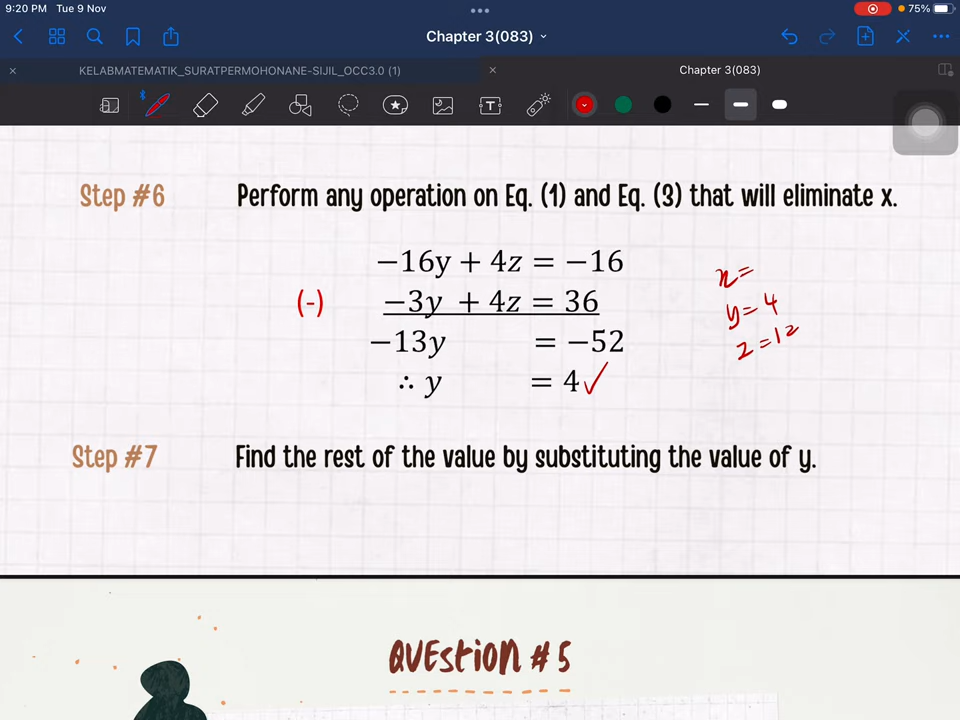 9:20 PM Tue 9 Nov
75%
Chapter 3(083)
KELABMATEMATIK_SURATPERMOHONANE-SIJIL_OCC3.0 (1)
Chapter 3(083)
Step #6 Perform any operation on Eq. (1) and Eq. (3) that will eliminate x.
−16y + 4z = −16
(-) −3y + 4z = 36
−13y = −52
∴ y = 4 ✓
x =
y = 4
z = 12
Step #7 Find the rest of the value by substituting the value of y.
QUESTION # 5